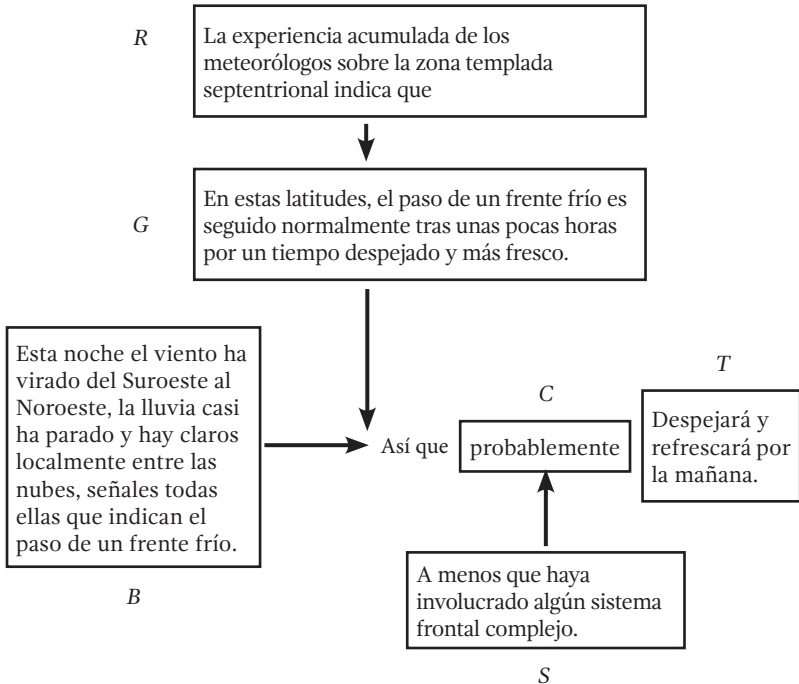 R
La experiencia acumulada de los
meteorólogos sobre la zona templada
septentrional indica que
G
En estas latitudes, el paso de un frente frío es
seguido normalmente tras unas pocas horas
por un tiempo despejado y más fresco.
Esta noche el viento ha
virado del Suroeste al
Noroeste, la lluvia casi
ha parado y hay claros
localmente entre las
nubes, señales todas
ellas que indican el
paso de un frente frío.
B
Así que
C
probablemente
T
Despejará y
refrescará por
la mañana.
A menos que haya
involucrado algún sistema
frontal complejo.
S